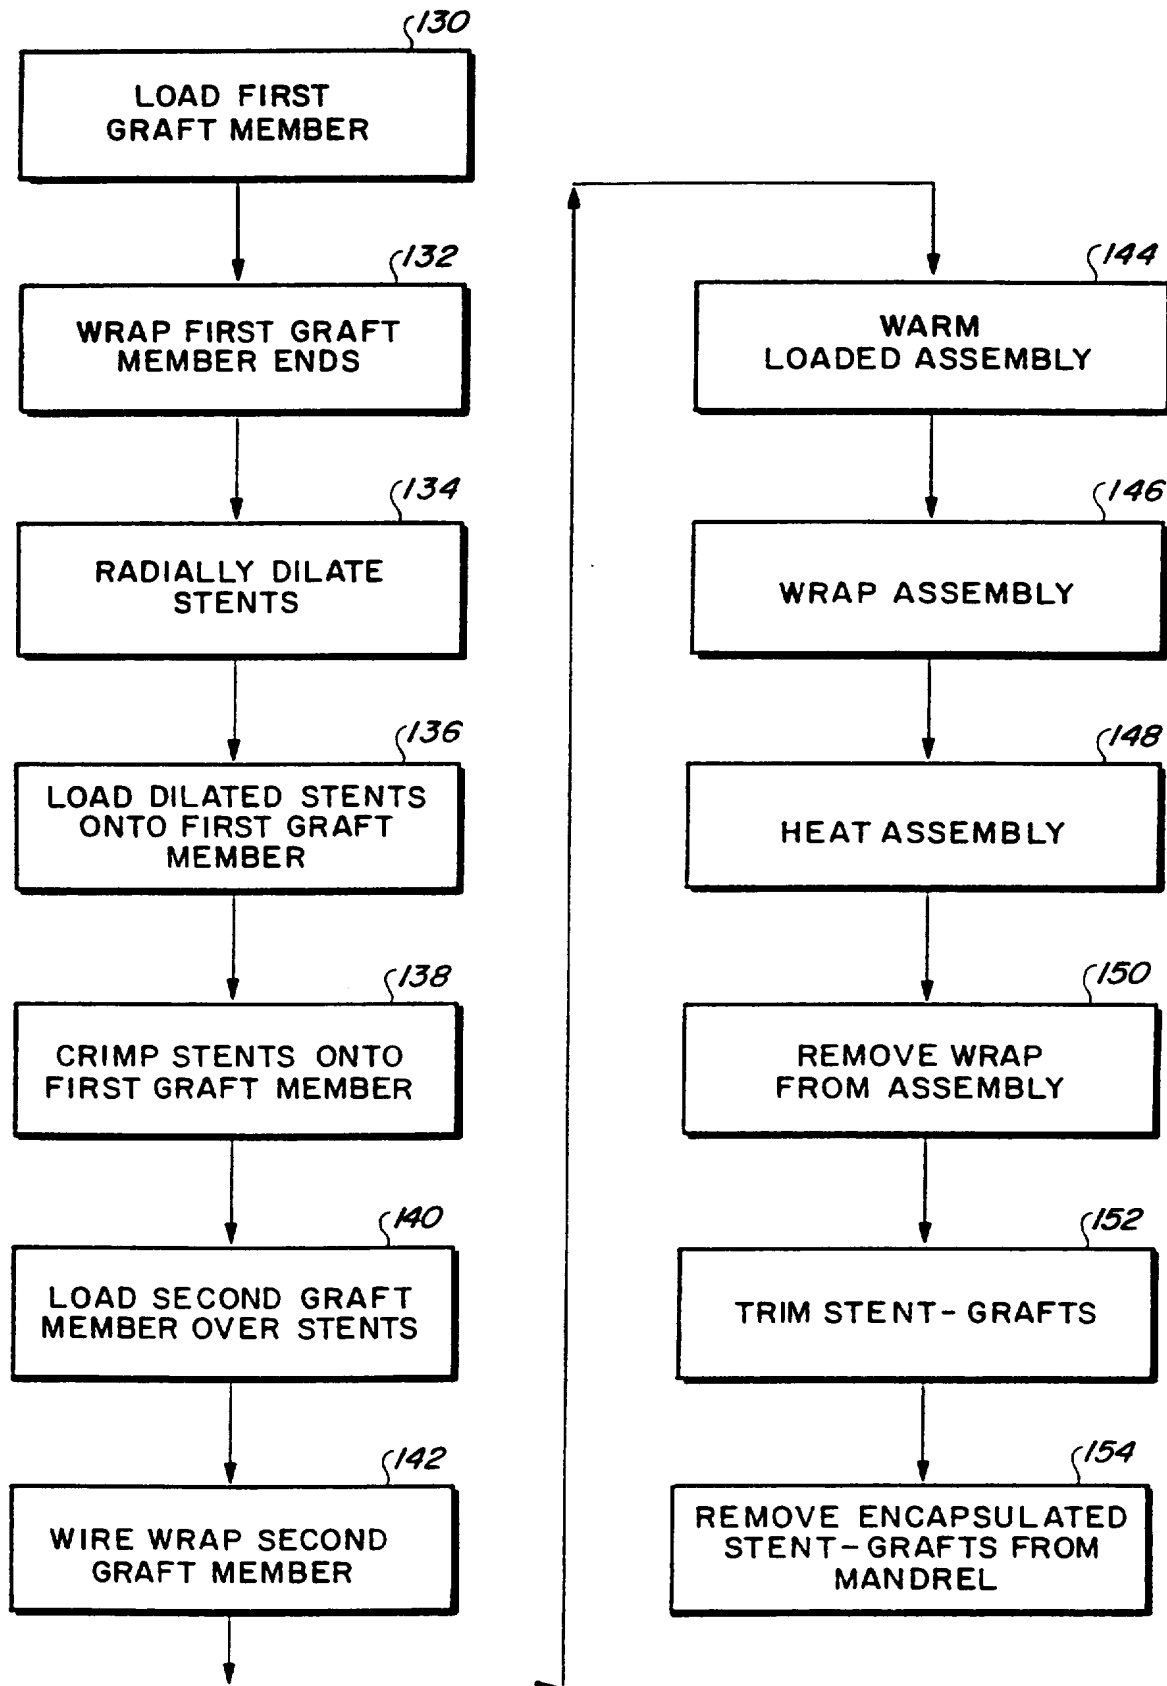 130
LOAD FIRST
GRAFT MEMBER
132
WRAP FIRST GRAFT
MEMBER ENDS
134
RADIALLY DILATE
STENTS
136
LOAD DILATED STENTS
ONTO FIRST GRAFT
MEMBER
138
CRIMP STENTS ONTO
FIRST GRAFT MEMBER
140
LOAD SECOND GRAFT
MEMBER OVER STENTS
142
WIRE WRAP SECOND
GRAFT MEMBER
144
WARM
LOADED ASSEMBLY
146
WRAP ASSEMBLY
148
HEAT ASSEMBLY
150
REMOVE WRAP
FROM ASSEMBLY
152
TRIM STENT-GRAFTS
154
REMOVE ENCAPSULATED
STENT-GRAFTS FROM
MANDREL